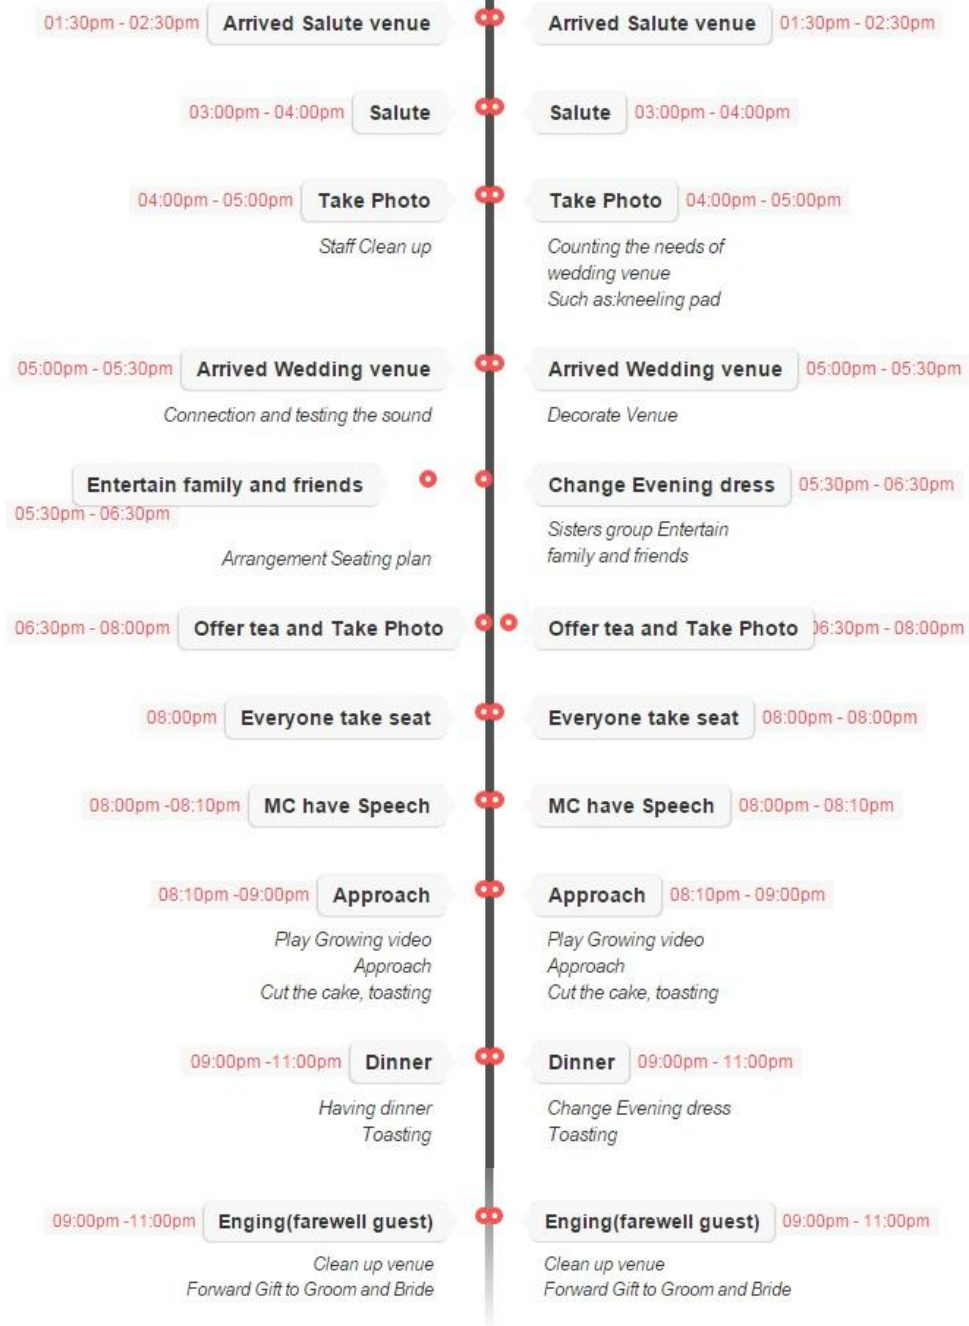 01:30pm - 02:30pm Arrived Salute venue Arrived Salute venue 01:30pm - 02:30pm
03:00pm - 04:00pm Salute Salute 03:00pm - 04:00pm
04:00pm - 05:00pm Take Photo Take Photo 04:00pm - 05:00pm
Staff Clean up Counting the needs of
wedding venue
Such as:kneeling pad
05:00pm - 05:30pm Arrived Wedding venue Arrived Wedding venue 05:00pm - 05:30pm
Connection and testing the sound Decorate Venue
Entertain family and friends Change Evening dress 05:30pm - 06:30pm
05:30pm - 06:30pm
Sisters group Entertain
Arrangement Seating plan family and friends
06:30pm - 08:00pm Offer tea and Take Photo Offer tea and Take Photo 06:30pm - 08:00pm
08:00pm Everyone take seat Everyone take seat 08:00pm - 08:00pm
08:00pm -08:10pm MC have Speech MC have Speech 08:00pm - 08:10pm
08:10pm -09:00pm Approach Approach 08:10pm - 09:00pm
Play Growing video Play Growing video
Approach Approach
Cut the cake, toasting Cut the cake, toasting
09:00pm -11:00pm Dinner Dinner 09:00pm - 11:00pm
Having dinner Change Evening dress
Toasting Toasting
09:00pm -11:00pm Enging(farewell guest) Enging(farewell guest) 09:00pm - 11:00pm
Clean up venue Clean up venue
Forward Gift to Groom and Bride Forward Gift to Groom and Bride